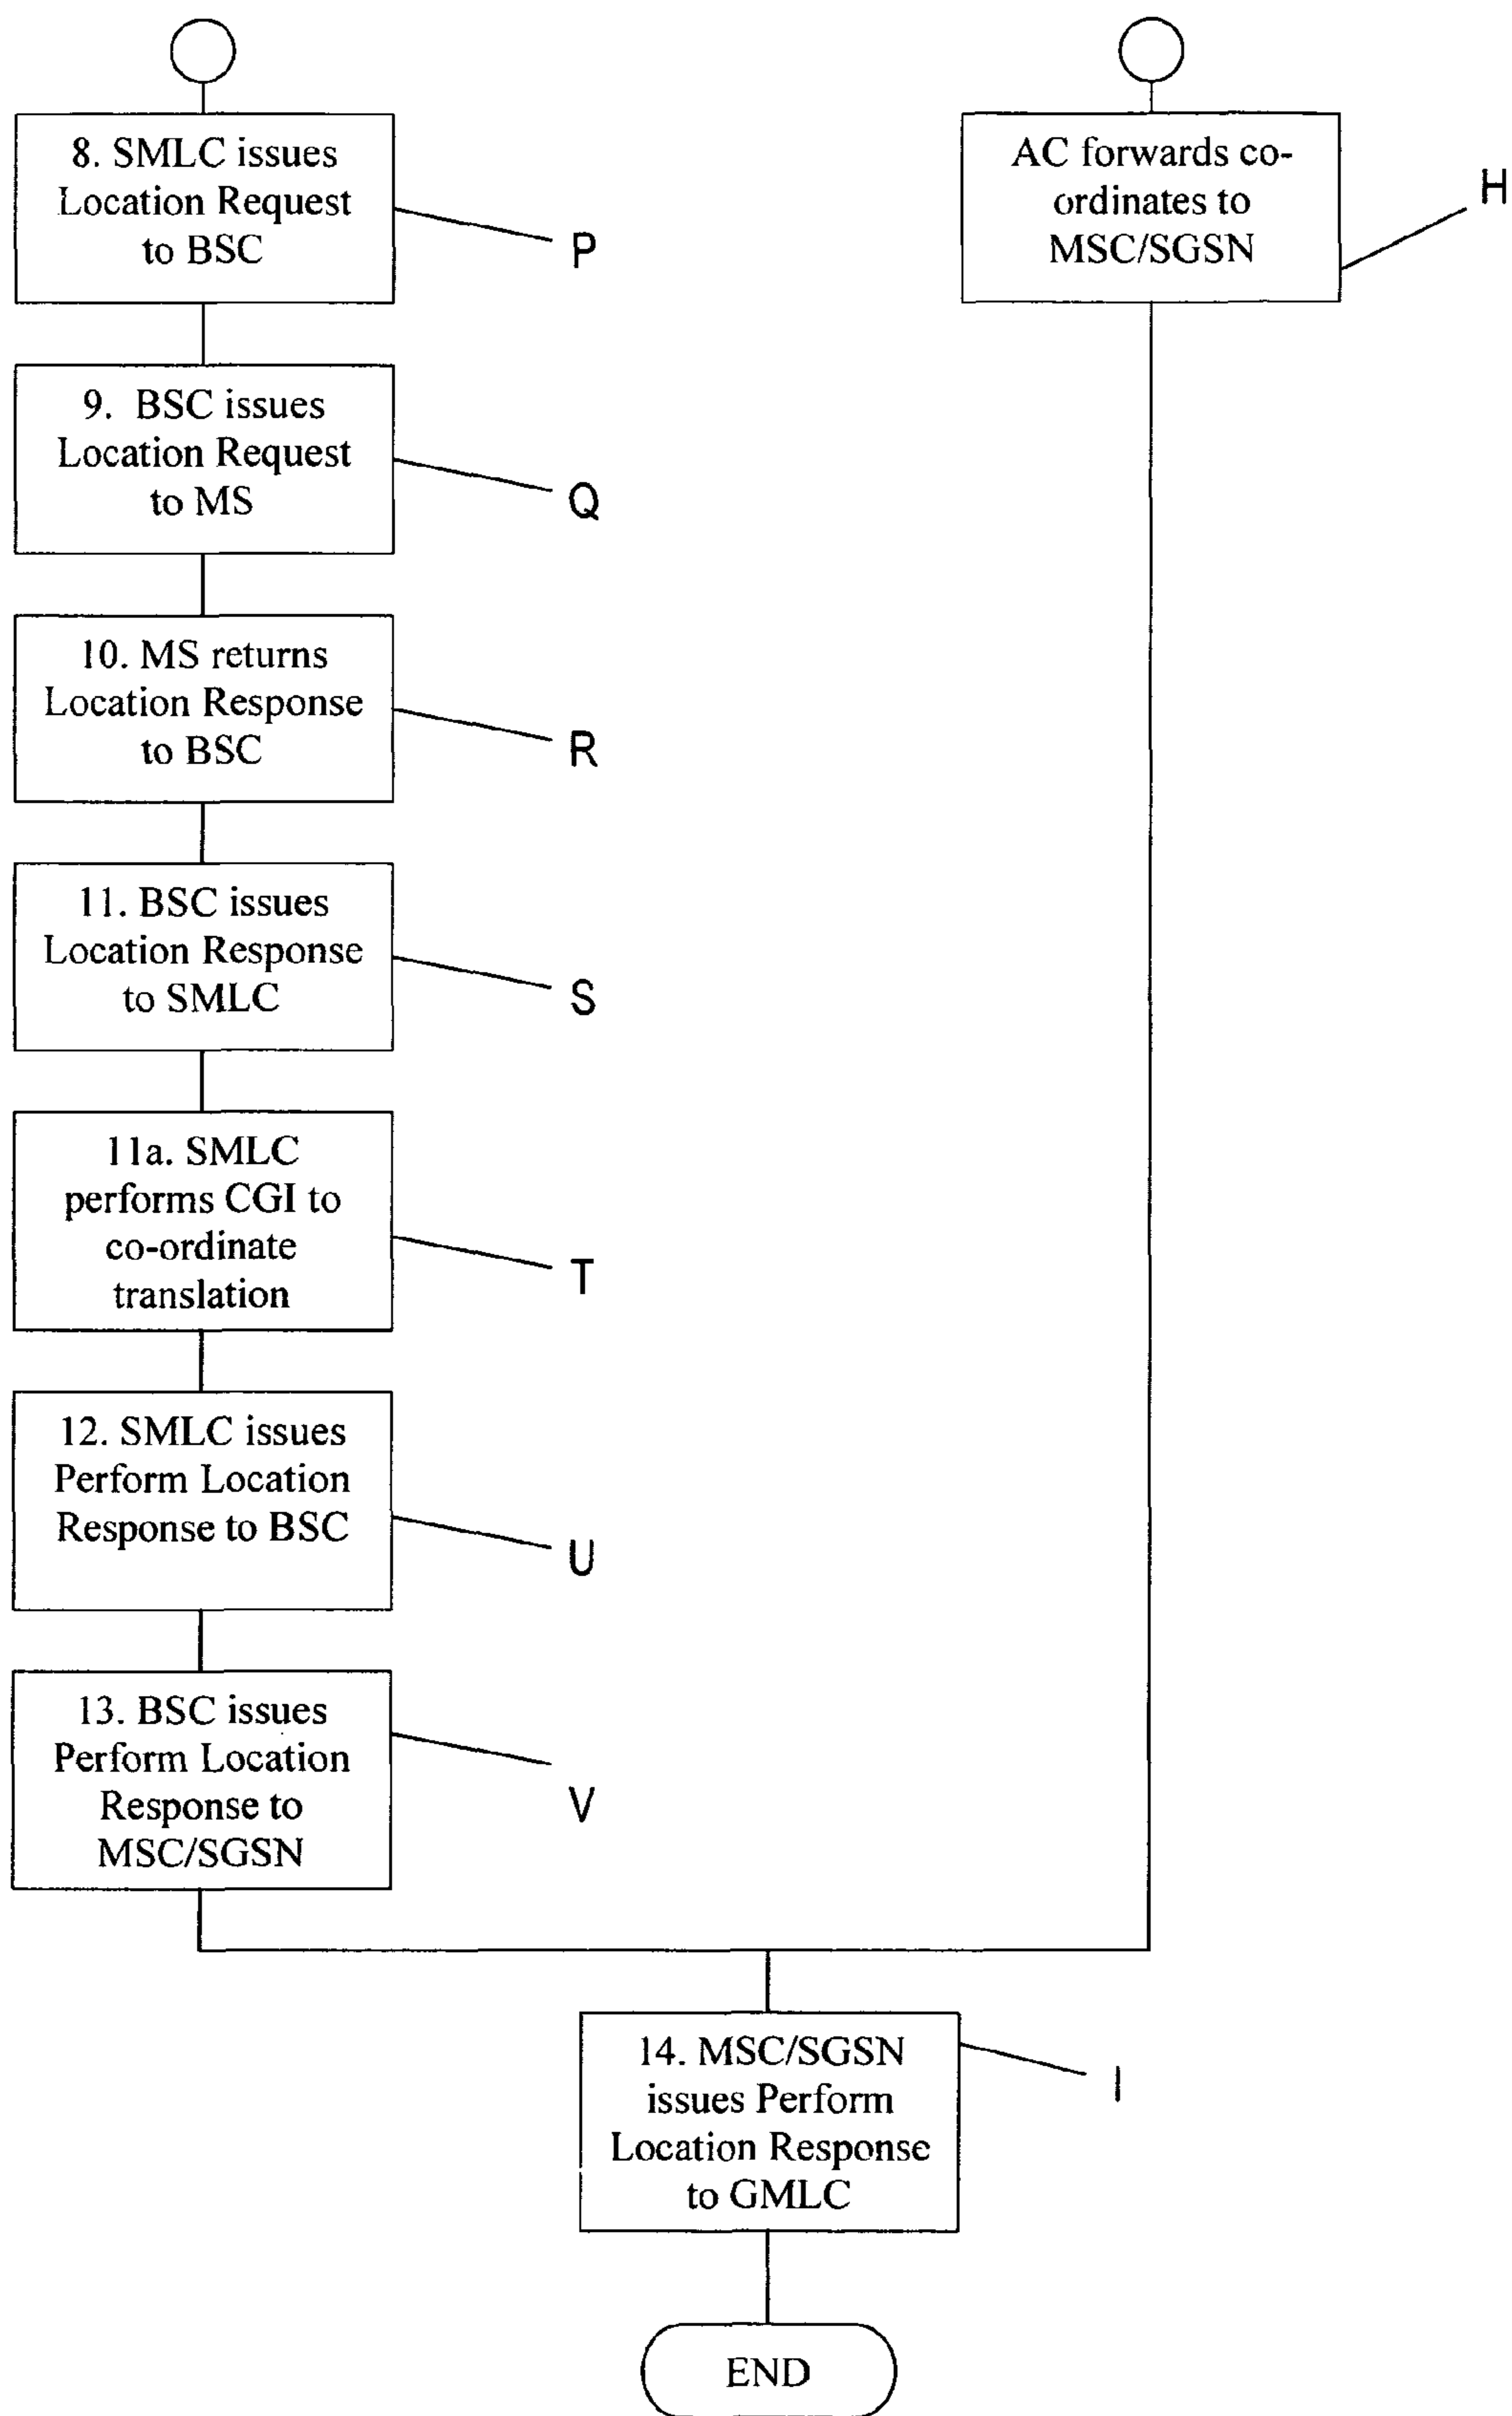 8. SMLC issues
Location Request
to BSC
P
AC forwards co-
ordinates to
MSC/SGSN
H
9. BSC issues
Location Request
to MS
Q
10. MS returns
Location Response
to BSC
R
11. BSC issues
Location Response
to SMLC
S
11a. SMLC
performs CGI to
co-ordinate
translation
T
12. SMLC issues
Perform Location
Response to BSC
U
13. BSC issues
Perform Location
Response to
MSC/SGSN
V
14. MSC/SGSN
issues Perform
Location Response
to GMLC
I
END